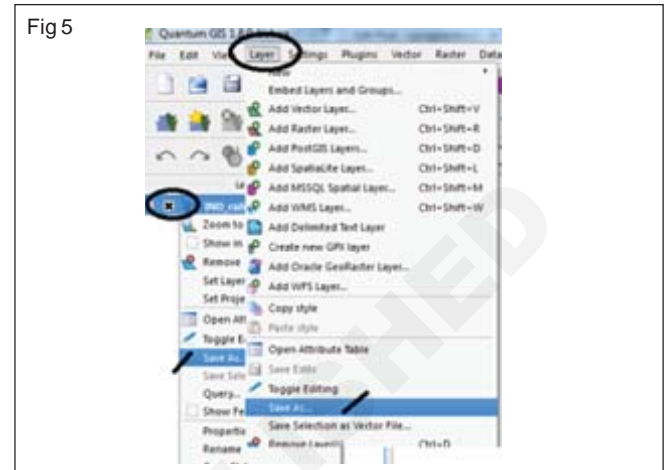 Fig 5
Quantum GIS 1.8.0
File Edit View Layer Settings Plugins Vector Raster Data
New
Embed Layers and Groups...
Add Vector Layer... Ctrl+Shift+V
Add Raster Layer... Ctrl+Shift+R
Add PostGIS Layers... Ctrl+Shift+D
Add SpatiaLite Layer... Ctrl+Shift+L
Add MSSQL Spatial Layer... Ctrl+Shift+M
Add WMS Layer... Ctrl+Shift+W
Add Delimited Text Layer
Create new GPX layer
Add Oracle GeoRaster Layer...
Add WFS Layer...
Copy style
Paste style
Open Attribute Table
Save Edits
Toggle Editing
Save As...
Save Selection as Vector File...
Remove Layer(s) Ctrl+D
Zoom to
Show in
Remove
Set Layer
Set Proje
Open Att
Toggle E
Save As..
Save Sele
Query...
Show Fe
Properti
Rename
SHED